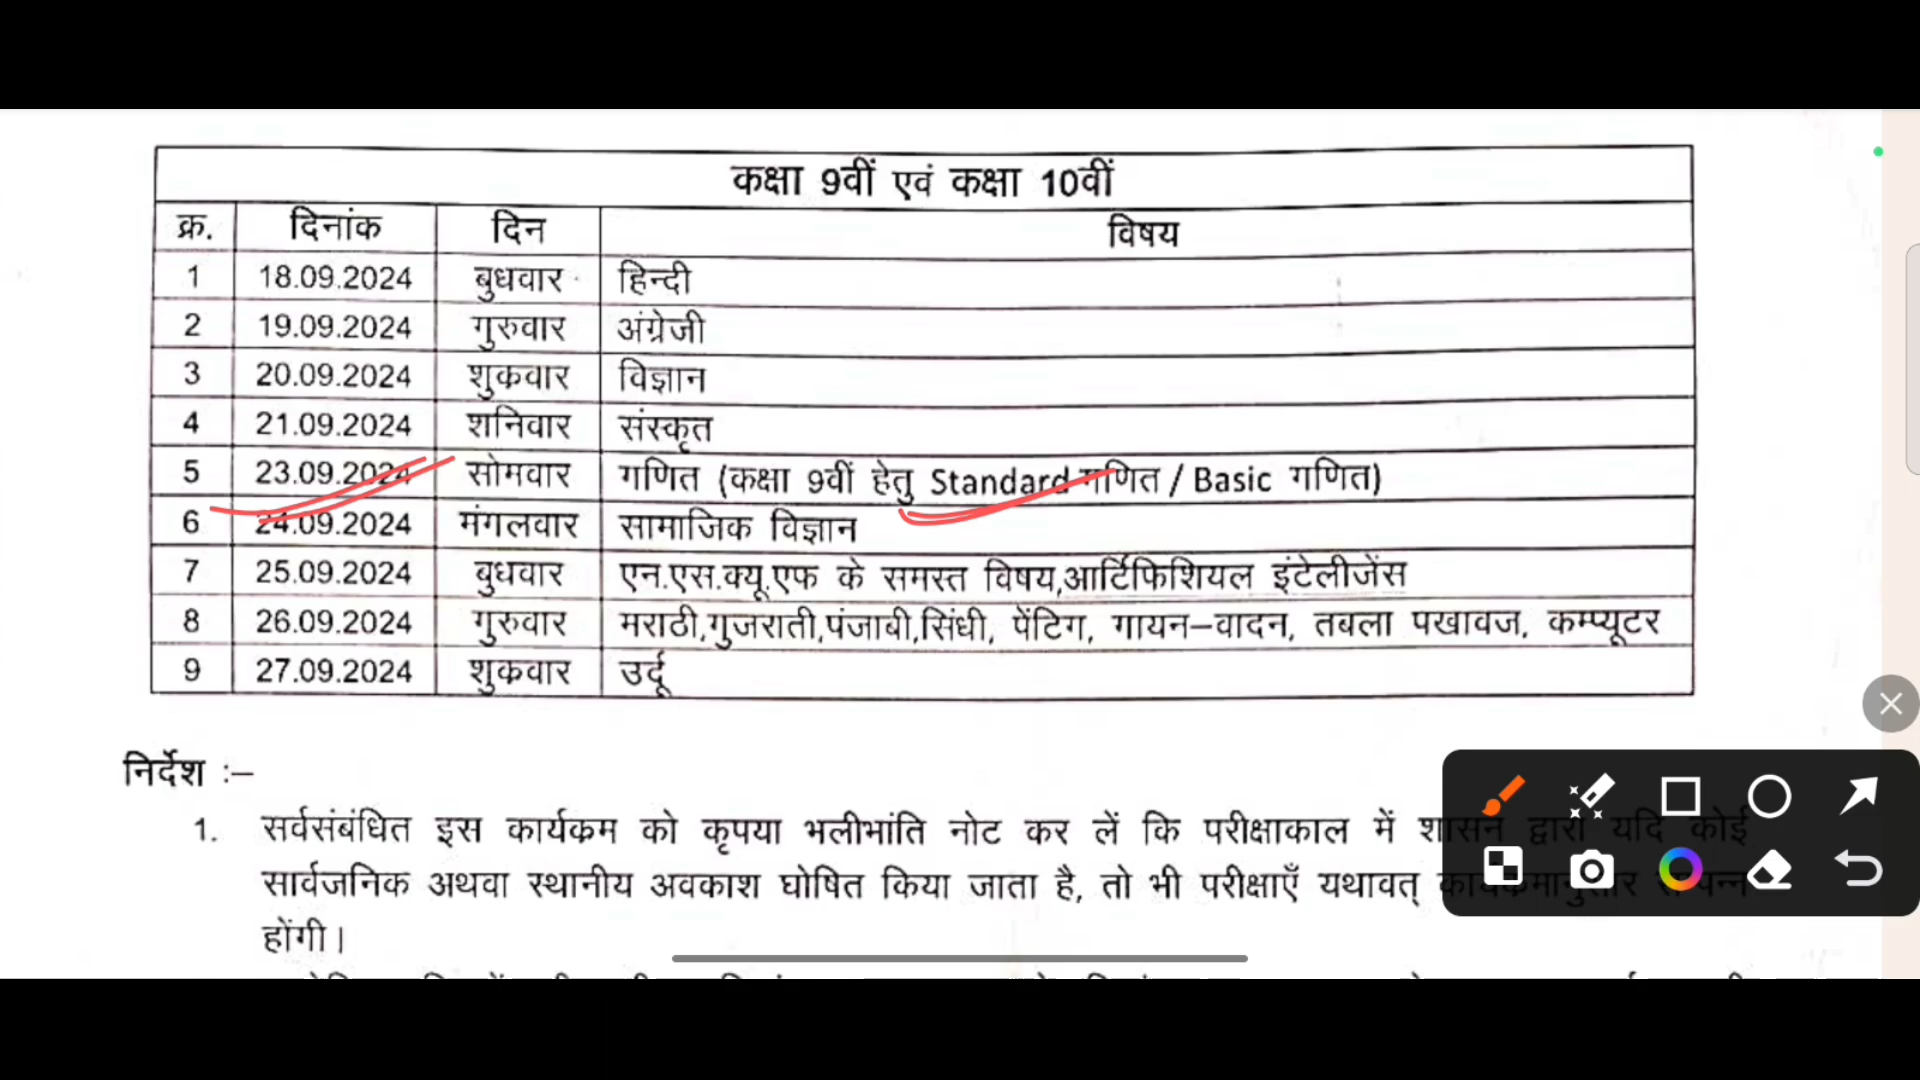 कक्षा 9वीं एवं कक्षा 10वीं
क्र. दिनांक दिन विषय
1 18.09.2024 बुधवार हिन्दी
2 19.09.2024 गुरुवार अंग्रेजी
3 20.09.2024 शुक्रवार विज्ञान
4 21.09.2024 शनिवार संस्कृत
5 23.09.2024 सोमवार गणित (कक्षा 9वीं हेतु Standard गणित / Basic गणित)
6 24.09.2024 मंगलवार सामाजिक विज्ञान
7 25.09.2024 बुधवार एन.एस.क्यू.एफ के समस्त विषय,आर्टिफिशियल इंटेलीजेंस
8 26.09.2024 गुरुवार मराठी,गुजराती,पंजाबी,सिंधी, पेंटिग, गायन–वादन, तबला पखावज, कम्प्यूटर
9 27.09.2024 शुक्रवार उर्दू
निर्देश :–
1. सर्वसंबंधित इस कार्यक्रम को कृपया भलीभांति नोट कर लें कि परीक्षाकाल में शासन द्वारा यदि कोई
सार्वजनिक अथवा स्थानीय अवकाश घोषित किया जाता है, तो भी परीक्षाएँ यथावत् कार्यक्रमानुसार
होंगी।